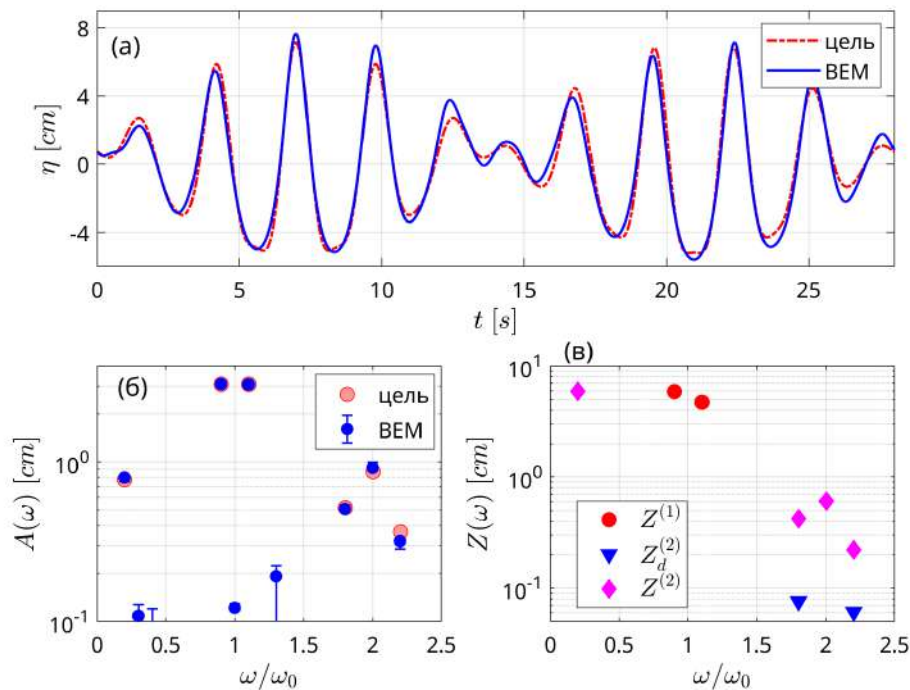 (а)
цель
BEM
8
4
0
-4
η [cm]
0 5 10 15 20 25
t [s]
(б)
цель
BEM
10^0
10^-1
A(ω) [cm]
0 0.5 1 1.5 2 2.5
ω/ω_0
(в)
10^1
10^0
10^-1
Z(ω) [cm]
Z^(1)
Z_d^(2)
Z^(2)
0 0.5 1 1.5 2 2.5
ω/ω_0